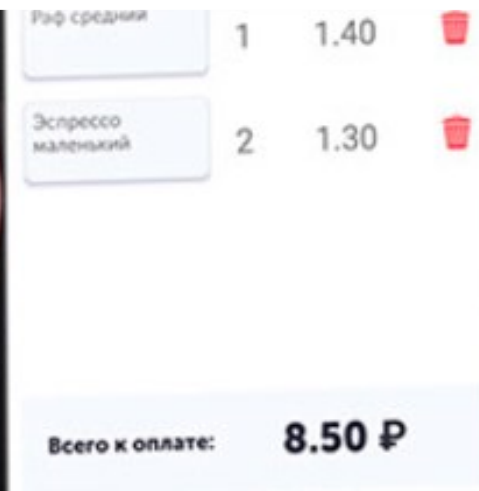 Раф средний
1 1.40
Эспрессо
маленький
2 1.30
Всего к оплате: 8.50 ₽